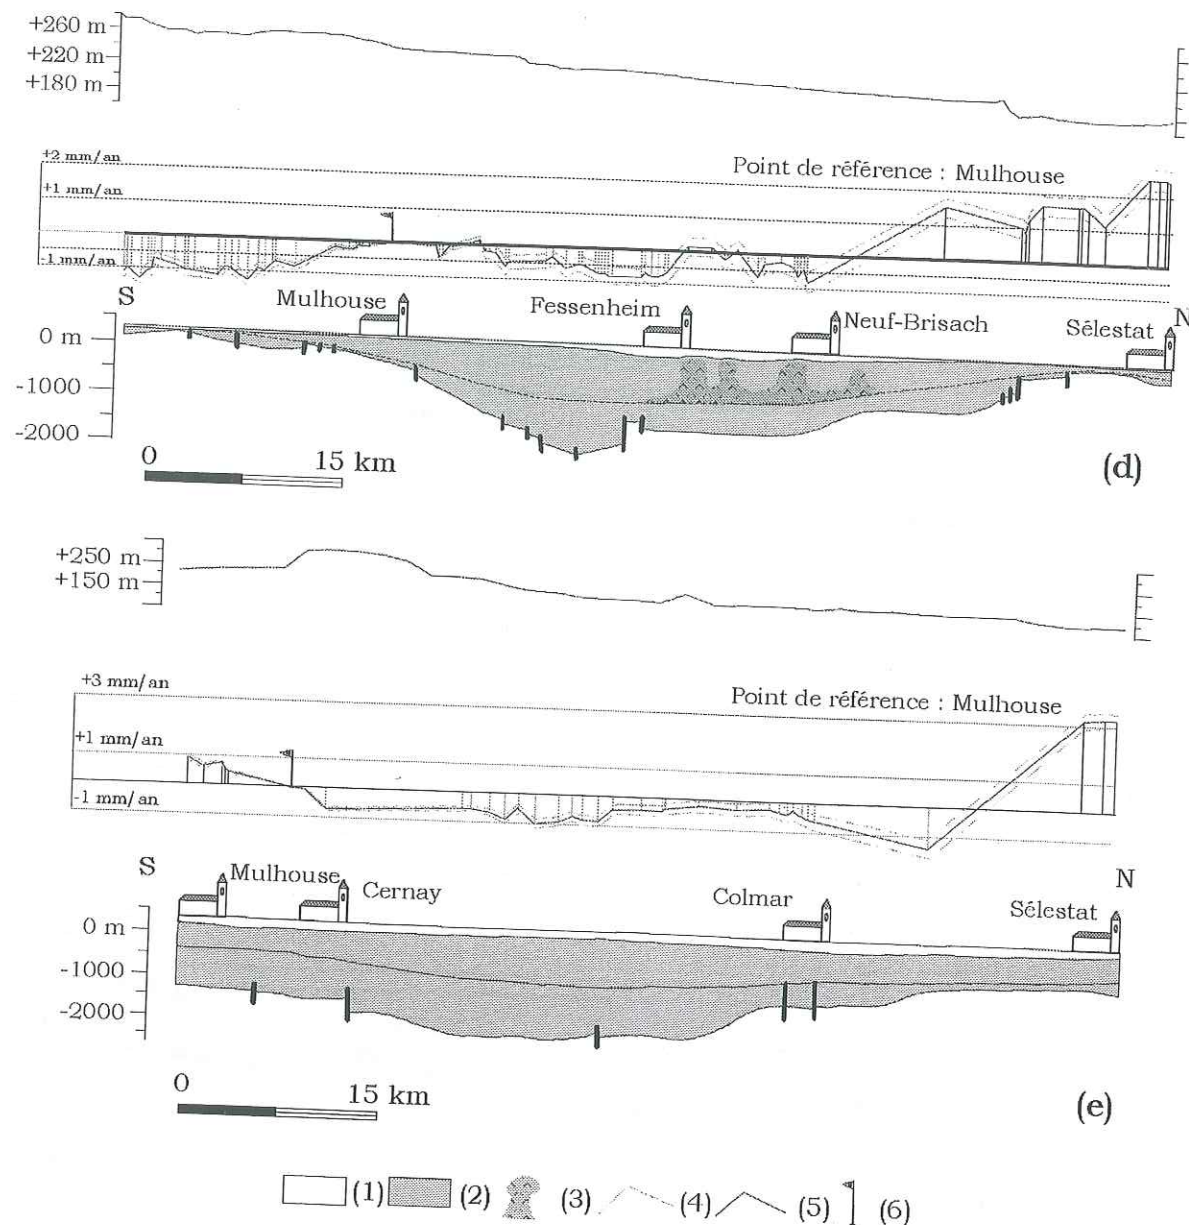 +260 m
+220 m
+180 m
+2 mm/an
Point de référence : Mulhouse
+1 mm/an
-1 mm/an
S
N
Mulhouse
Fessenheim
Neuf-Brisach
Sélestat
0 m
-1000
-2000
0 15 km
(d)
+250 m
+150 m
+3 mm/an
Point de référence : Mulhouse
+1 mm/an
-1 mm/an
S
N
Mulhouse
Cernay
Colmar
Sélestat
0 m
-1000
-2000
0 15 km
(e)
(1) (2) (3) (4) (5) (6)